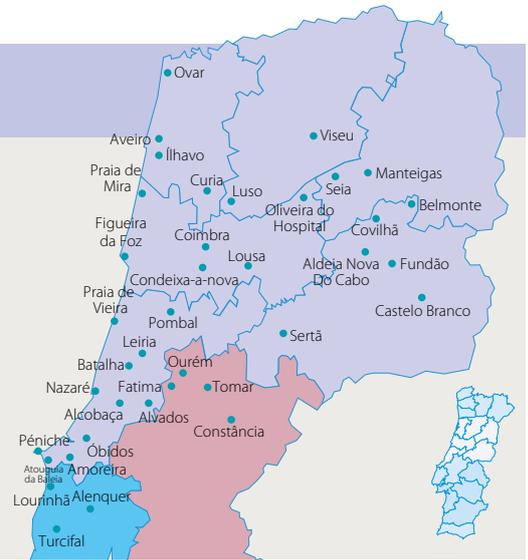 Ovar
Viseu
Aveiro
Ílhavo
Praia de
Mira
Curia
Luso
Seia
Manteigas
Oliveira do
Hospital
Belmonte
Covilhã
Figueira
da Foz
Coimbra
Lousa
Condeixa-a-nova
Aldeia Nova
Do Cabo
Fundão
Castelo Branco
Praia de
Vieira
Pombal
Sertã
Leiria
Batalha
Ourém
Nazaré
Fatima
Tomar
Alcobaça
Alvados
Constância
Péniche
Óbidos
Atouguia
da Baleia
Amoreira
Lourinhã
Alenquer
Turcifal